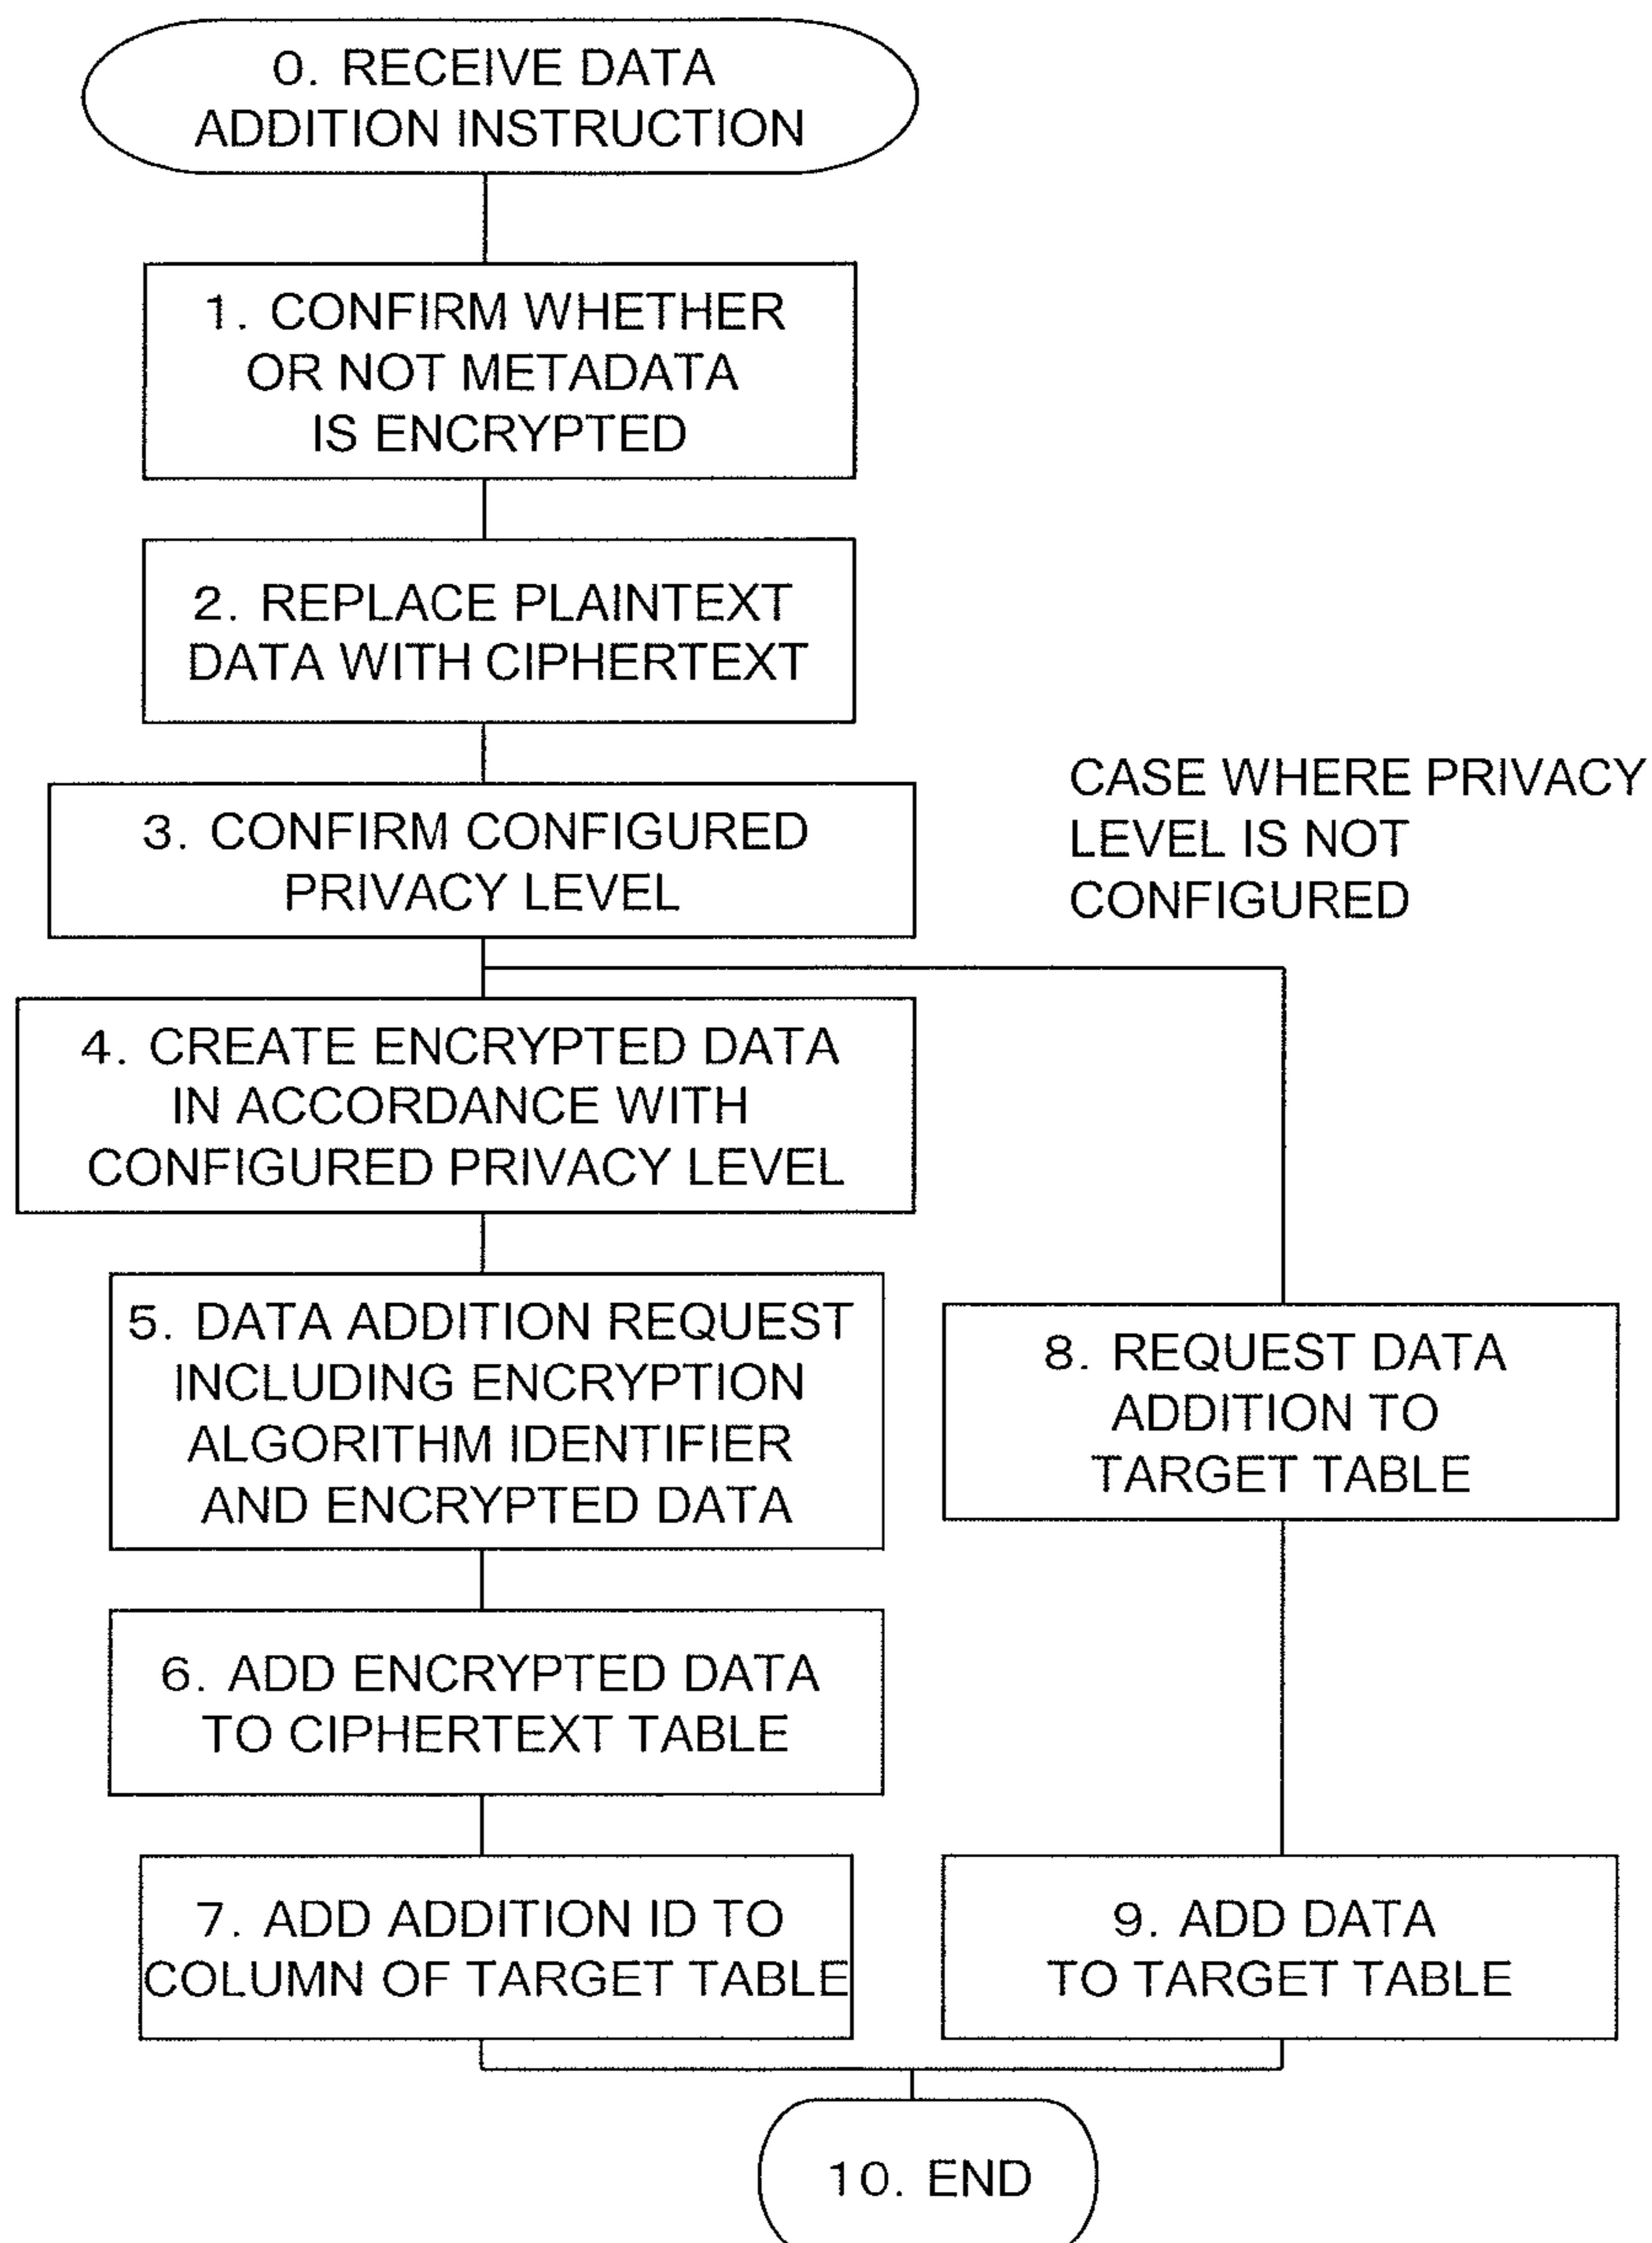 0. RECEIVE DATA
ADDITION INSTRUCTION
1. CONFIRM WHETHER
OR NOT METADATA
IS ENCRYPTED
2. REPLACE PLAINTEXT
DATA WITH CIPHERTEXT
3. CONFIRM CONFIGURED
PRIVACY LEVEL
CASE WHERE PRIVACY
LEVEL IS NOT
CONFIGURED
4. CREATE ENCRYPTED DATA
IN ACCORDANCE WITH
CONFIGURED PRIVACY LEVEL
5. DATA ADDITION REQUEST
INCLUDING ENCRYPTION
ALGORITHM IDENTIFIER
AND ENCRYPTED DATA
8. REQUEST DATA
ADDITION TO
TARGET TABLE
6. ADD ENCRYPTED DATA
TO CIPHERTEXT TABLE
7. ADD ADDITION ID TO
COLUMN OF TARGET TABLE
9. ADD DATA
TO TARGET TABLE
10. END